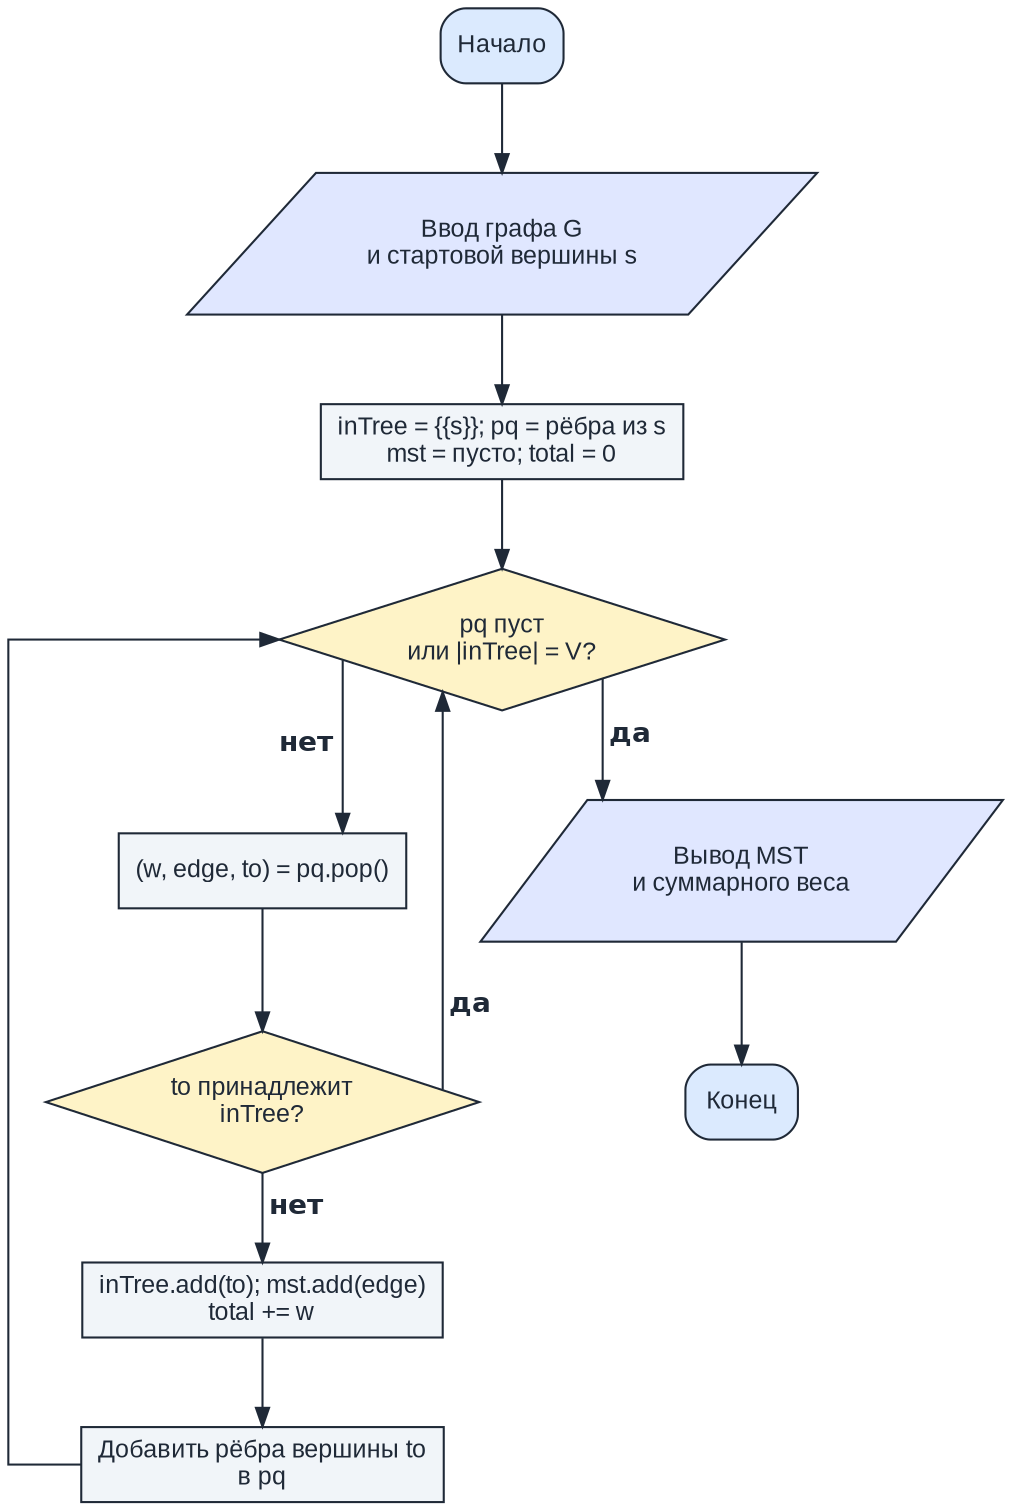 Начало
Ввод графа G
и стартовой вершины s
inTree = {{s}}; pq = рёбра из s
mst = пусто; total = 0
pq пуст
или |inTree| = V?
нет
да
(w, edge, to) = pq.pop()
Вывод MST
и суммарного веса
да
to принадлежит
inTree?
Конец
нет
inTree.add(to); mst.add(edge)
total += w
Добавить рёбра вершины to
в pq